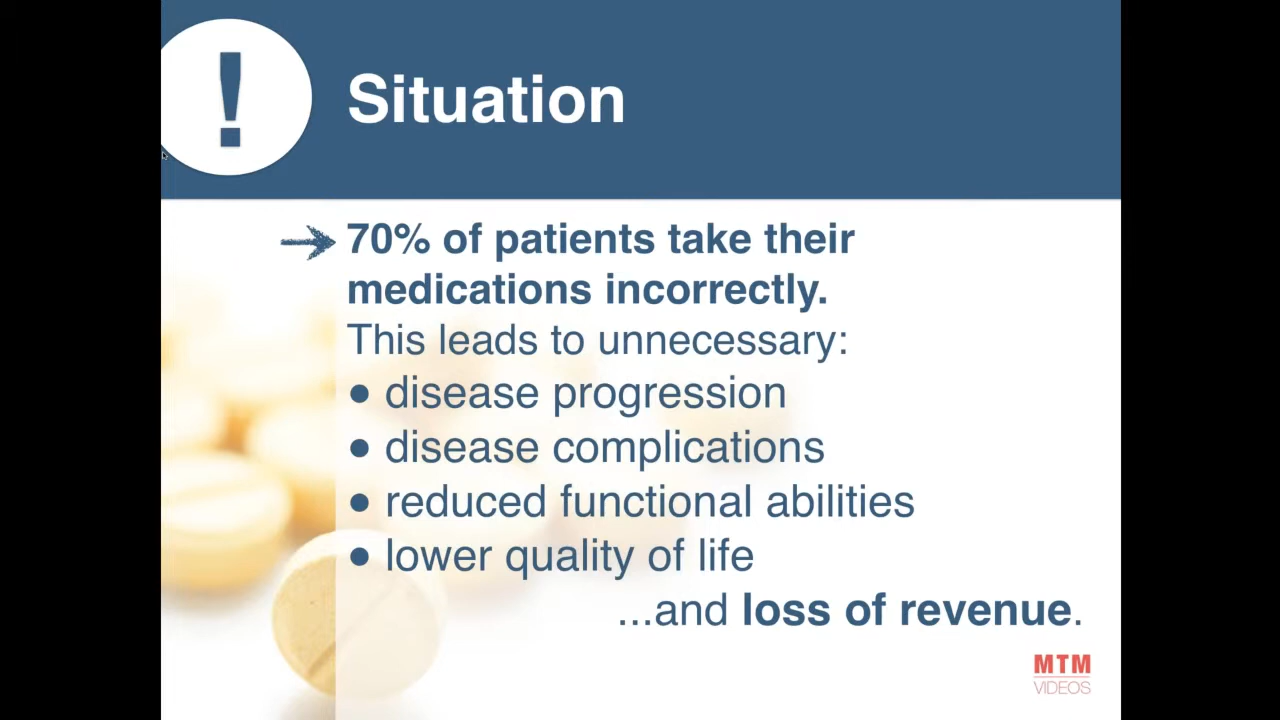 !
Situation
70% of patients take their
medications incorrectly.
This leads to unnecessary:
● disease progression
● disease complications
● reduced functional abilities
● lower quality of life
...and loss of revenue.
MTM
VIDEOS